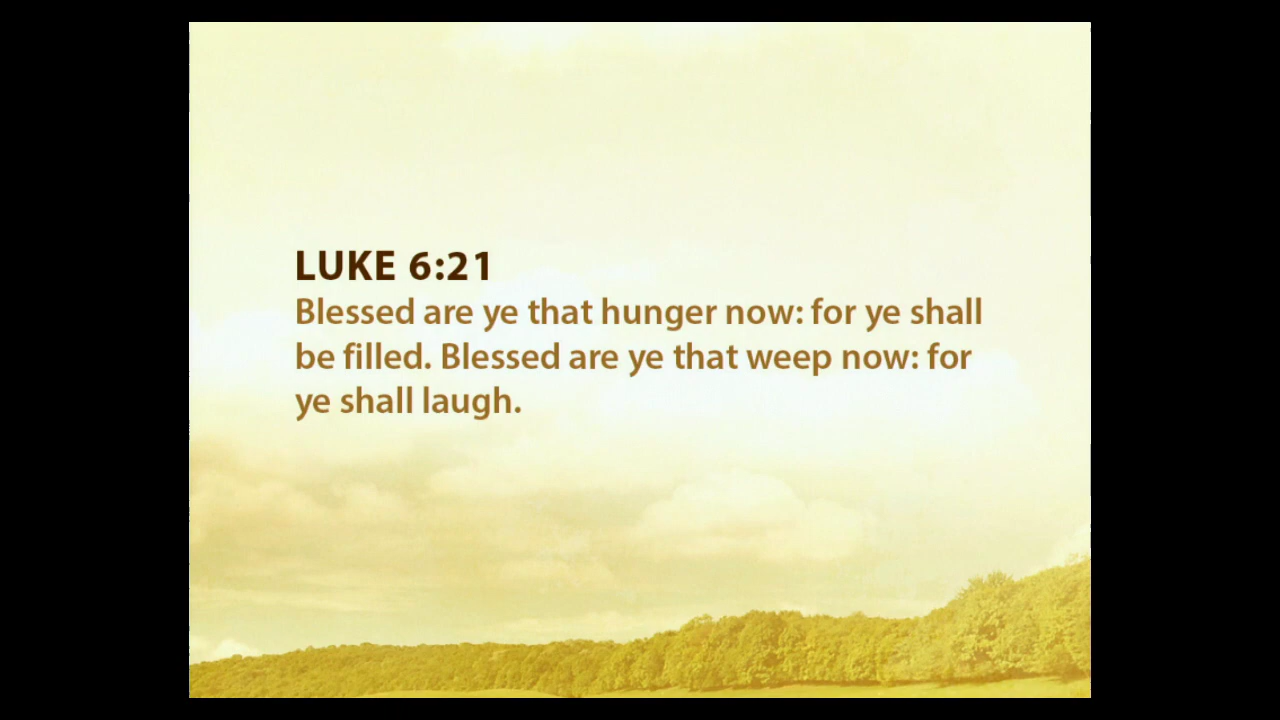 LUKE 6:21
Blessed are ye that hunger now: for ye shall
be filled. Blessed are ye that weep now: for
ye shall laugh.